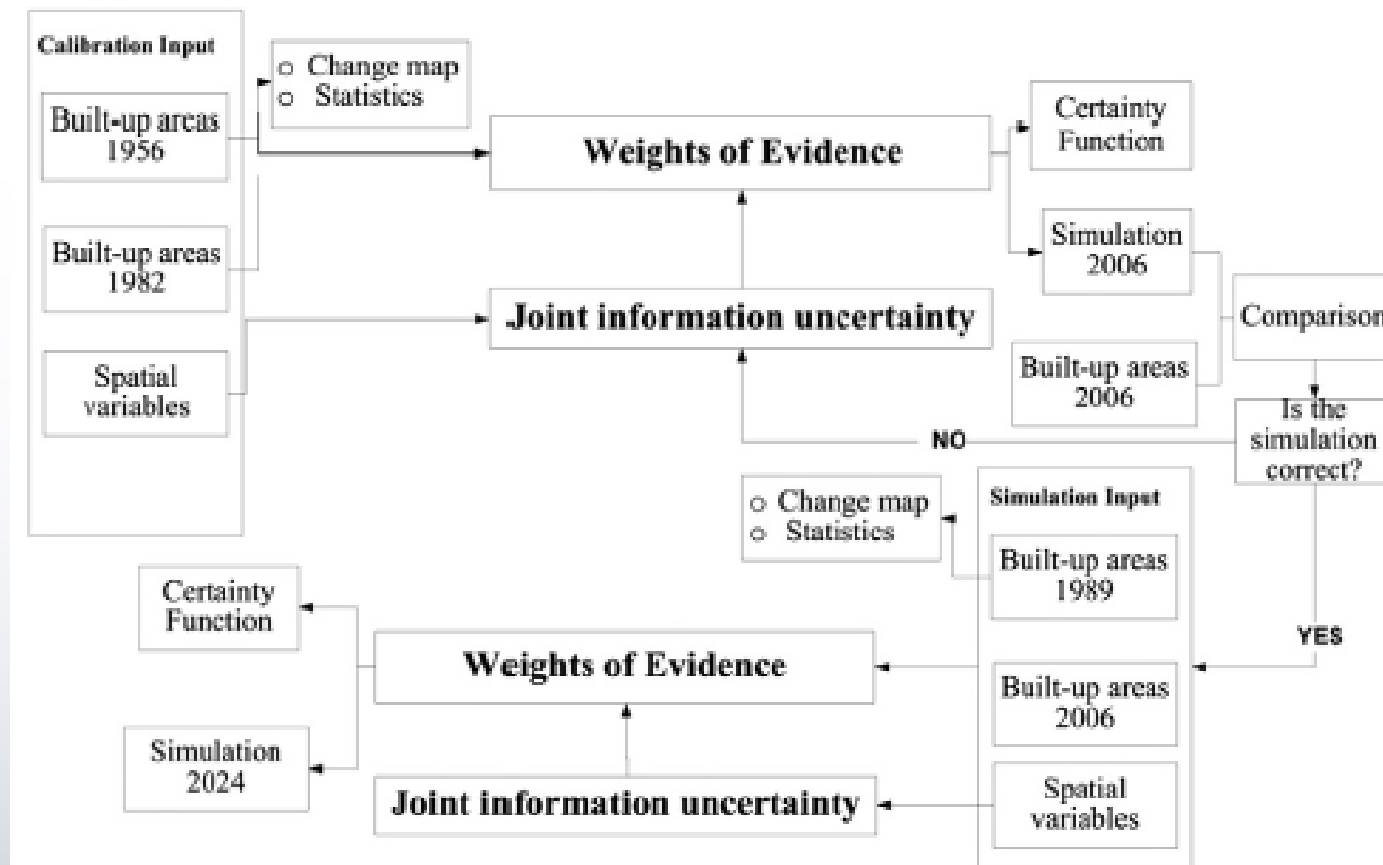 Calibration Input
Built-up areas
1956
Built-up areas
1982
Spatial
variables
○ Change map
○ Statistics
Weights of Evidence
Joint information uncertainty
Certainty
Function
Simulation
2006
Built-up areas
2006
Comparison
Is the
simulation
correct?
NO
YES
Simulation Input
Built-up areas
1989
Built-up areas
2006
Spatial
variables
○ Change map
○ Statistics
Weights of Evidence
Joint information uncertainty
Certainty
Function
Simulation
2024